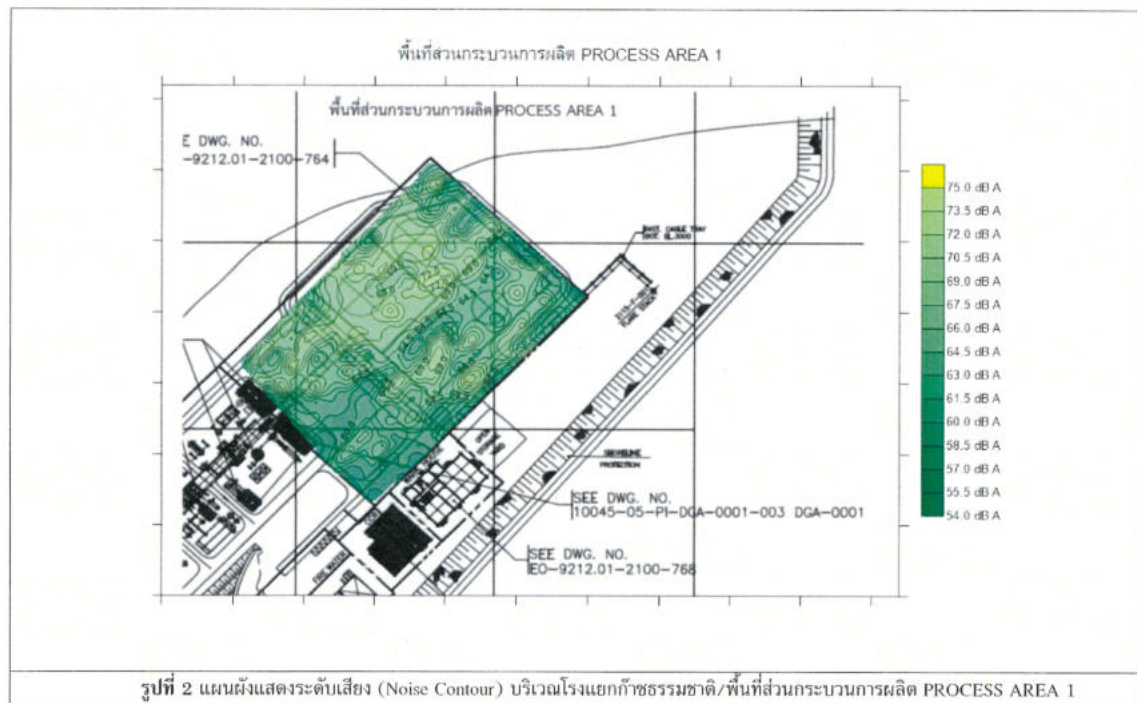 พื้นที่ส่วนกระบวนการผลิต PROCESS AREA 1
พื้นที่ส่วนกระบวนการผลิต PROCESS AREA 1
E DWG. NO.
-9212.01-2100-764
75.0 dB A
73.5 dB A
72.0 dB A
70.5 dB A
69.0 dB A
67.5 dB A
66.0 dB A
64.5 dB A
63.0 dB A
61.5 dB A
60.0 dB A
58.5 dB A
57.0 dB A
55.5 dB A
54.0 dB A
SHORELINE
PROTECTION
SEE DWG. NO.
10045-05-PI-DGA-0001-003 DGA-0001
SEE DWG. NO.
EO-9212.01-2100-768
FIRE WATER
รูปที่ 2 แผนผังแสดงระดับเสียง (Noise Contour) บริเวณโรงแยกก๊าซธรรมชาติ/พื้นที่ส่วนกระบวนการผลิต PROCESS AREA 1